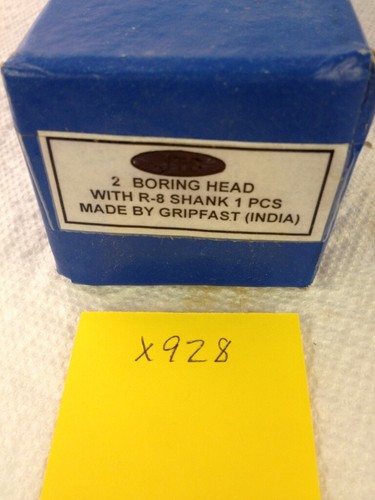 2 BORING HEAD
WITH R-8 SHANK 1 PCS
MADE BY GRIPFAST (INDIA)
X928